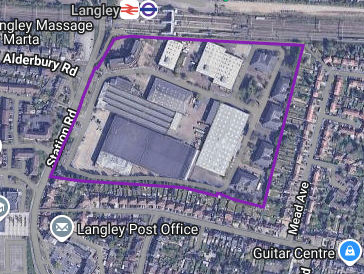 Langley
ngley Massage
Marta
Alderbury Rd
Station Rd
Langley Post Office
Mead Ave
Guitar Centre